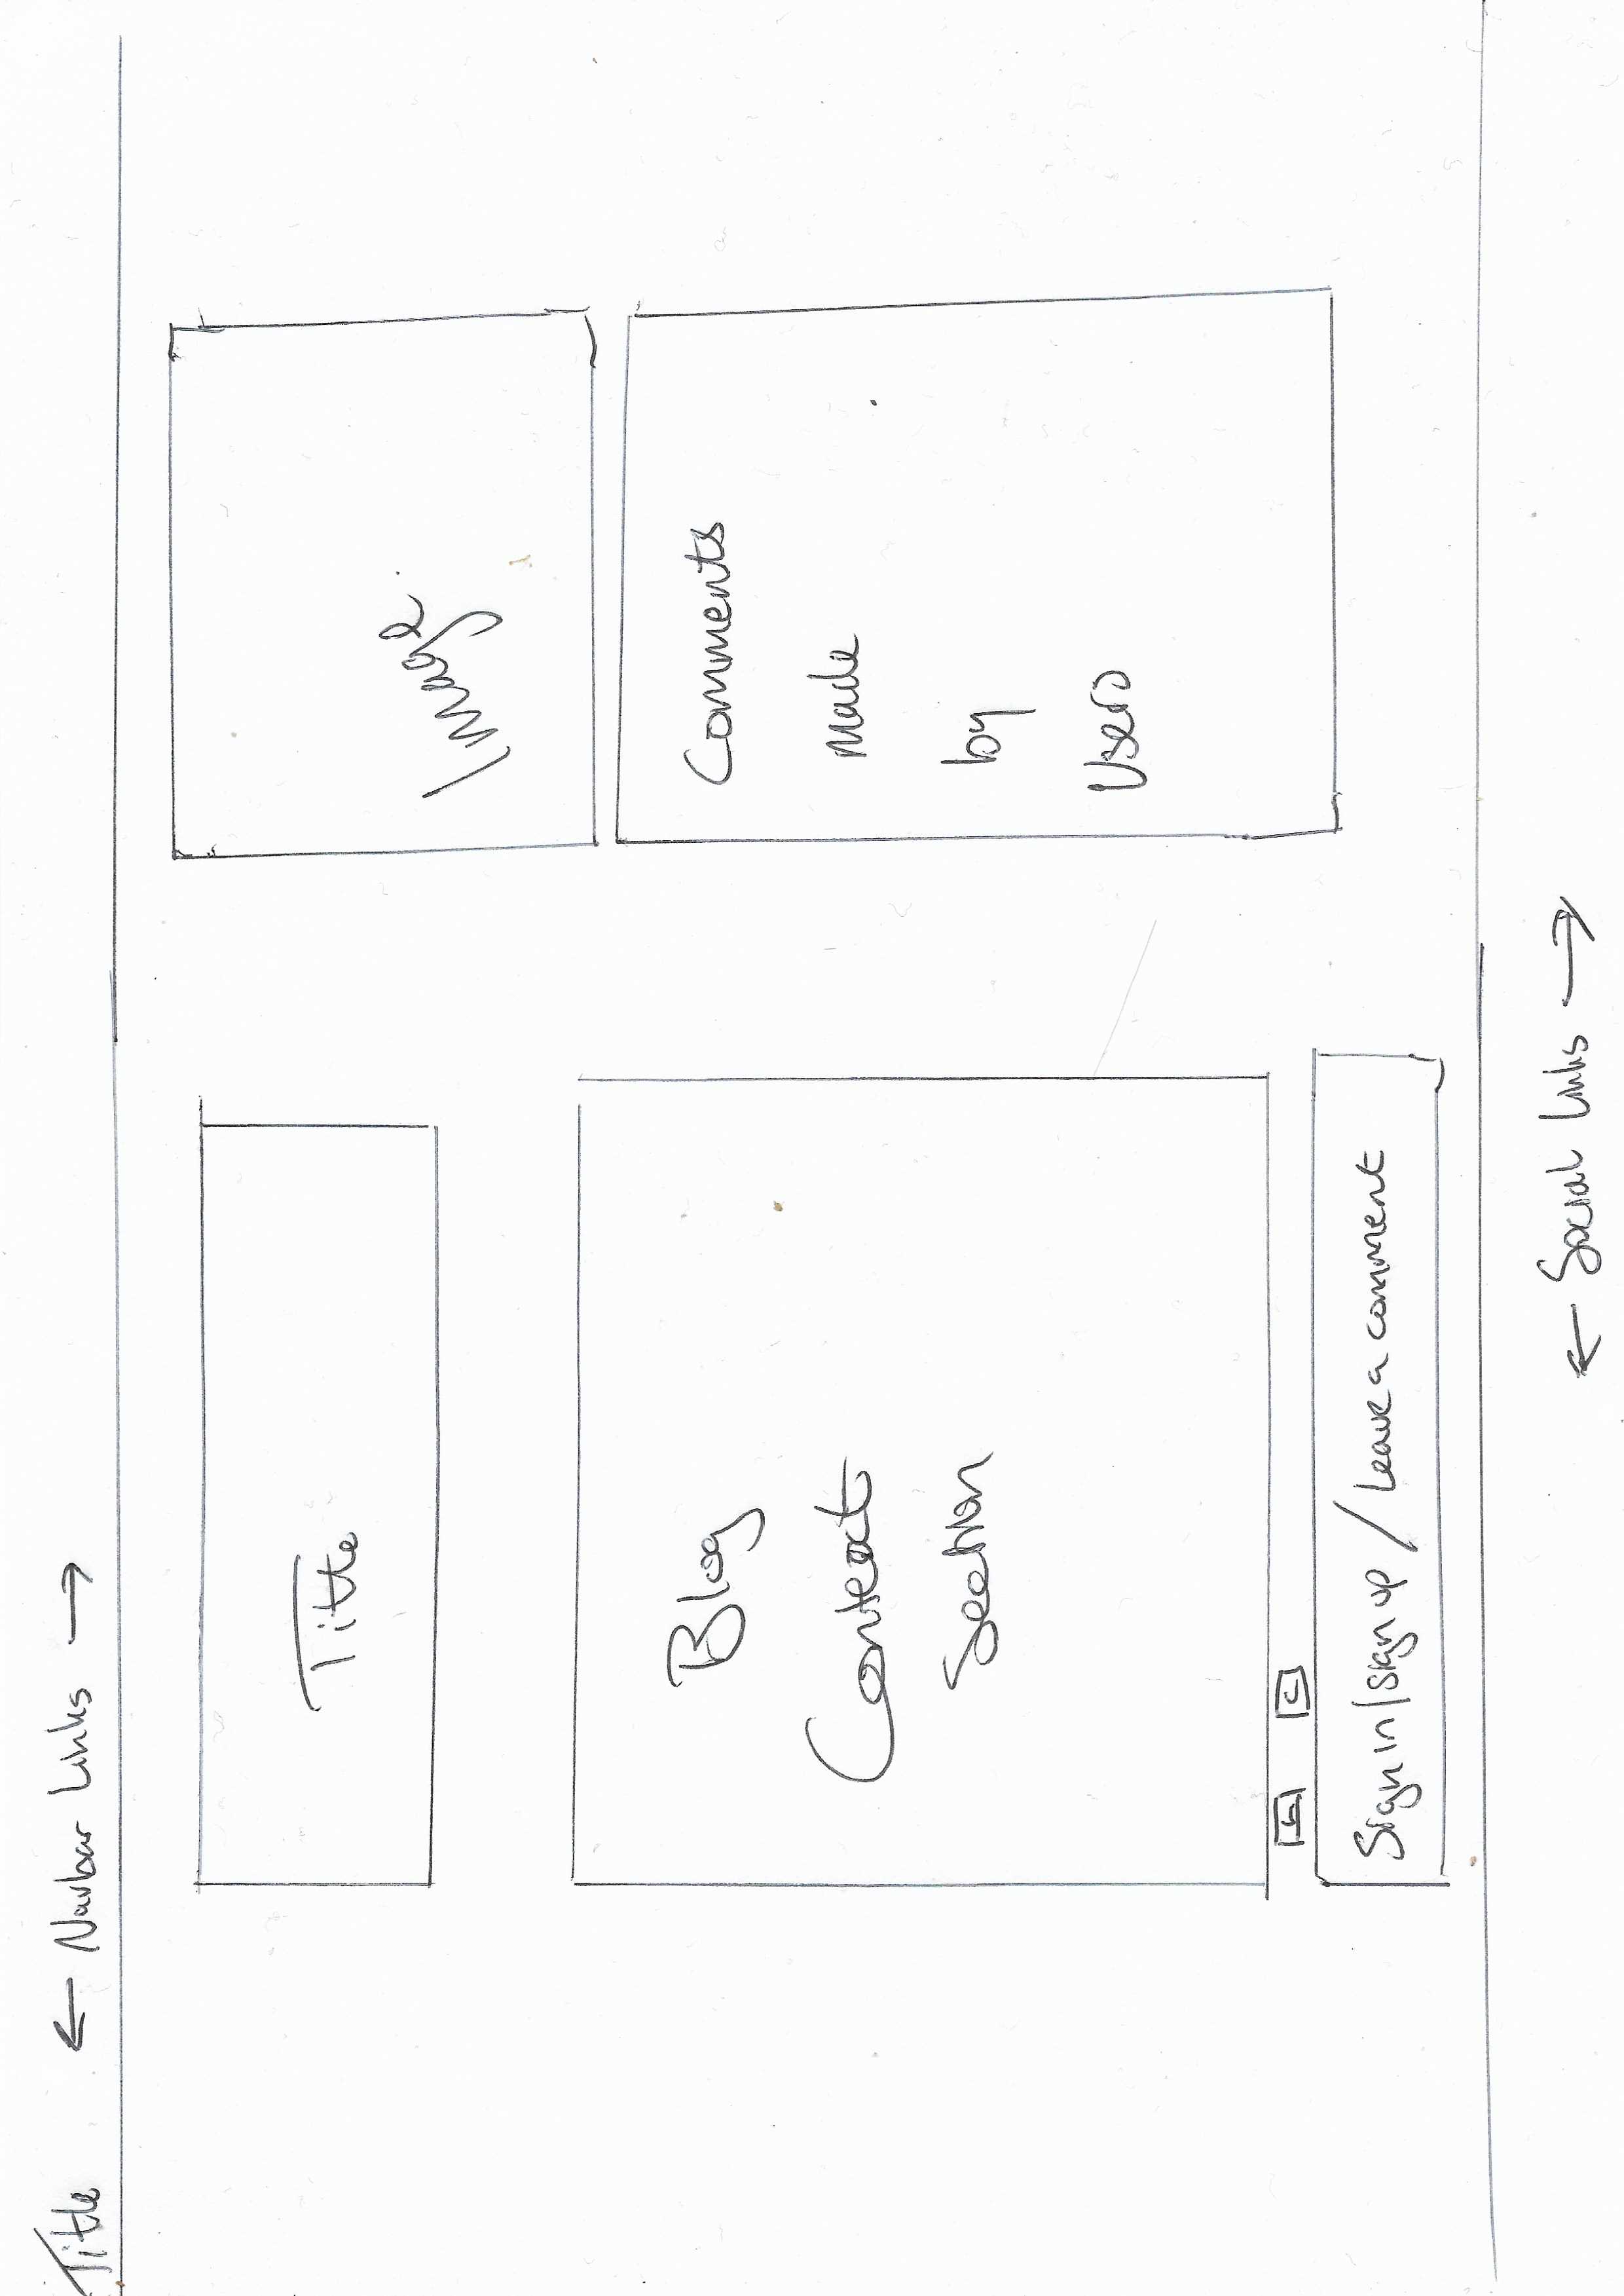 Title ← Navbar Links →
Title
Image.
Blog
Content
Section
Comments
made
by
Users
L C
Sign in/sign up / Leave a comment
← Social Links →